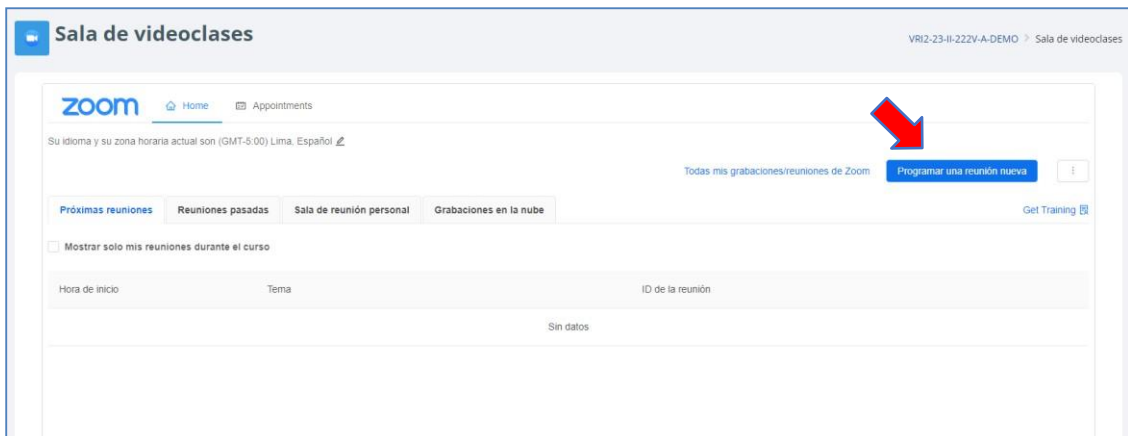 Sala de videoclases
VRI2-23-II-222V-A-DEMO > Sala de videoclases
zoom Home Appointments
Su idioma y su zona horaria actual son (GMT-5:00) Lima. Español
Todas mis grabaciones/reuniones de Zoom Programar una reunión nueva
Próximas reuniones Reuniones pasadas Sala de reunión personal Grabaciones en la nube Get Training
Mostrar solo mis reuniones durante el curso
Hora de inicio Tema ID de la reunión
Sin datos